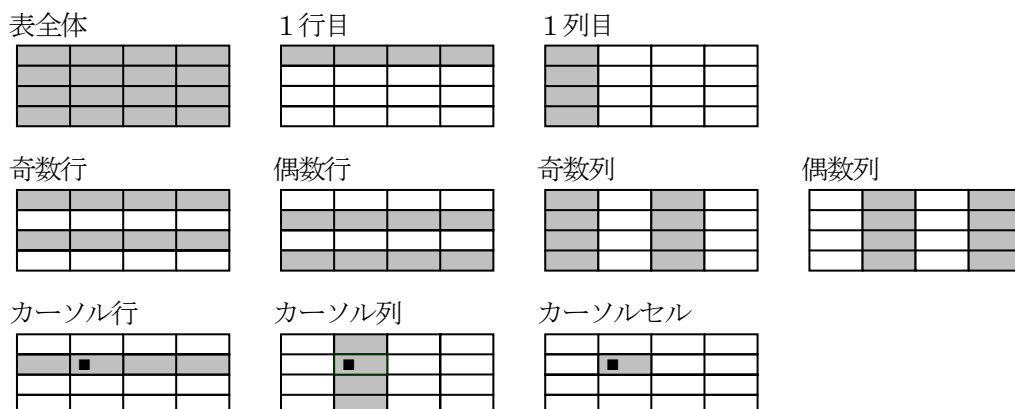 表全体 １行目 １列目
奇数行 偶数行 奇数列 偶数列
カーソル行 カーソル列 カーソルセル